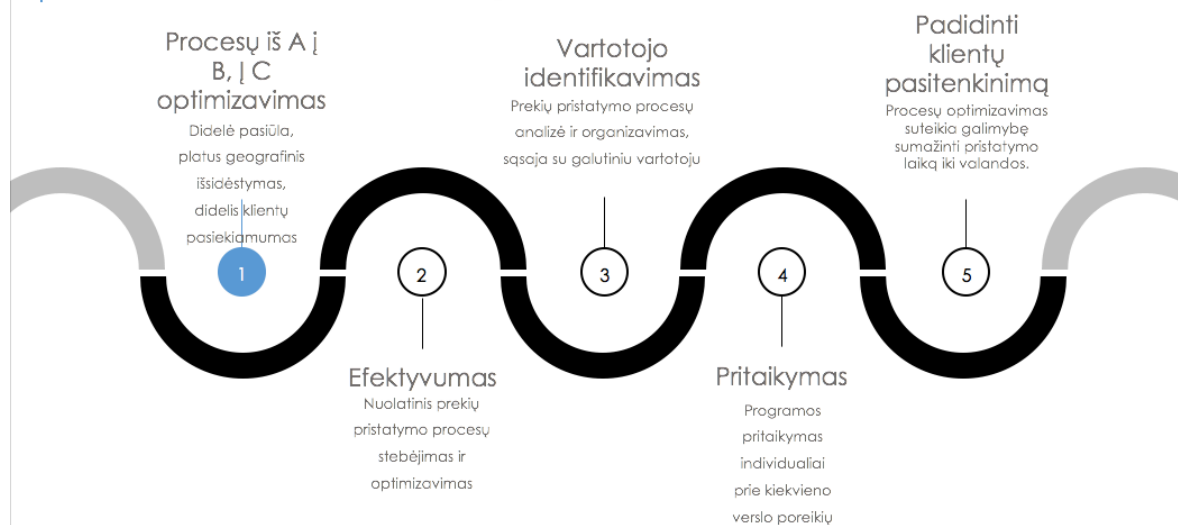 Procesų iš A į
B, Į C
optimizavimas
Didelė pasiūla,
platus geografinis
išsidėstymas,
didelis klientų
pasiekiamumas
1
2
Efektyvumas
Nuolatinis prekių
pristatymo procesų
stebėjimas ir
optimizavimas
Vartotojo
identifikavimas
Prekių pristatymo procesų
analizė ir organizavimas,
sąsaja su galutiniu vartotoju
3
4
Pritaikymas
Programos
pritaikymas
individualiai
prie kiekvieno
verslo poreikių
Padidinti
klientų
pasitenkinimą
Procesų optimizavimas
suteikia galimybę
sumažinti pristatymo
laiką iki valandos.
5